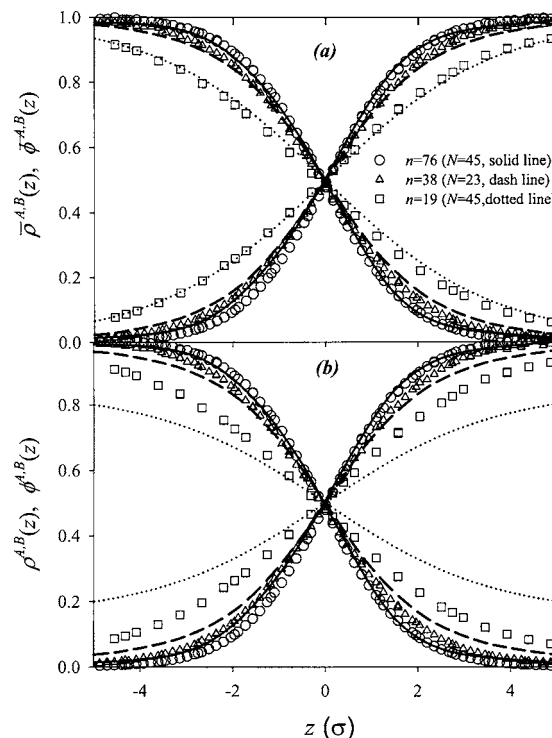 1.0
(a)
0.8
n=76 (N=45, solid line)
0.6
n=38 (N=23, dash line)
n=19 (N=45,dotted line)
0.4
0.2
0.0
ρ̅^{A,B}(z), ϕ̅^{A,B}(z)
(b)
0.8
0.6
0.4
0.2
0.0
ρ^{A,B}(z), ϕ^{A,B}(z)
-4 -2 0 2 4
z (σ)